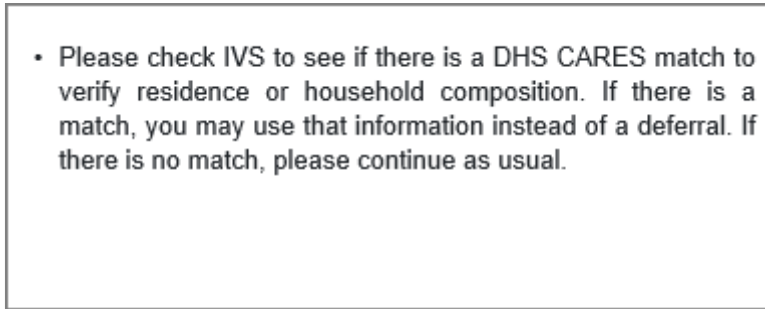 • Please check IVS to see if there is a DHS CARES match to
verify residence or household composition. If there is a
match, you may use that information instead of a deferral. If
there is no match, please continue as usual.